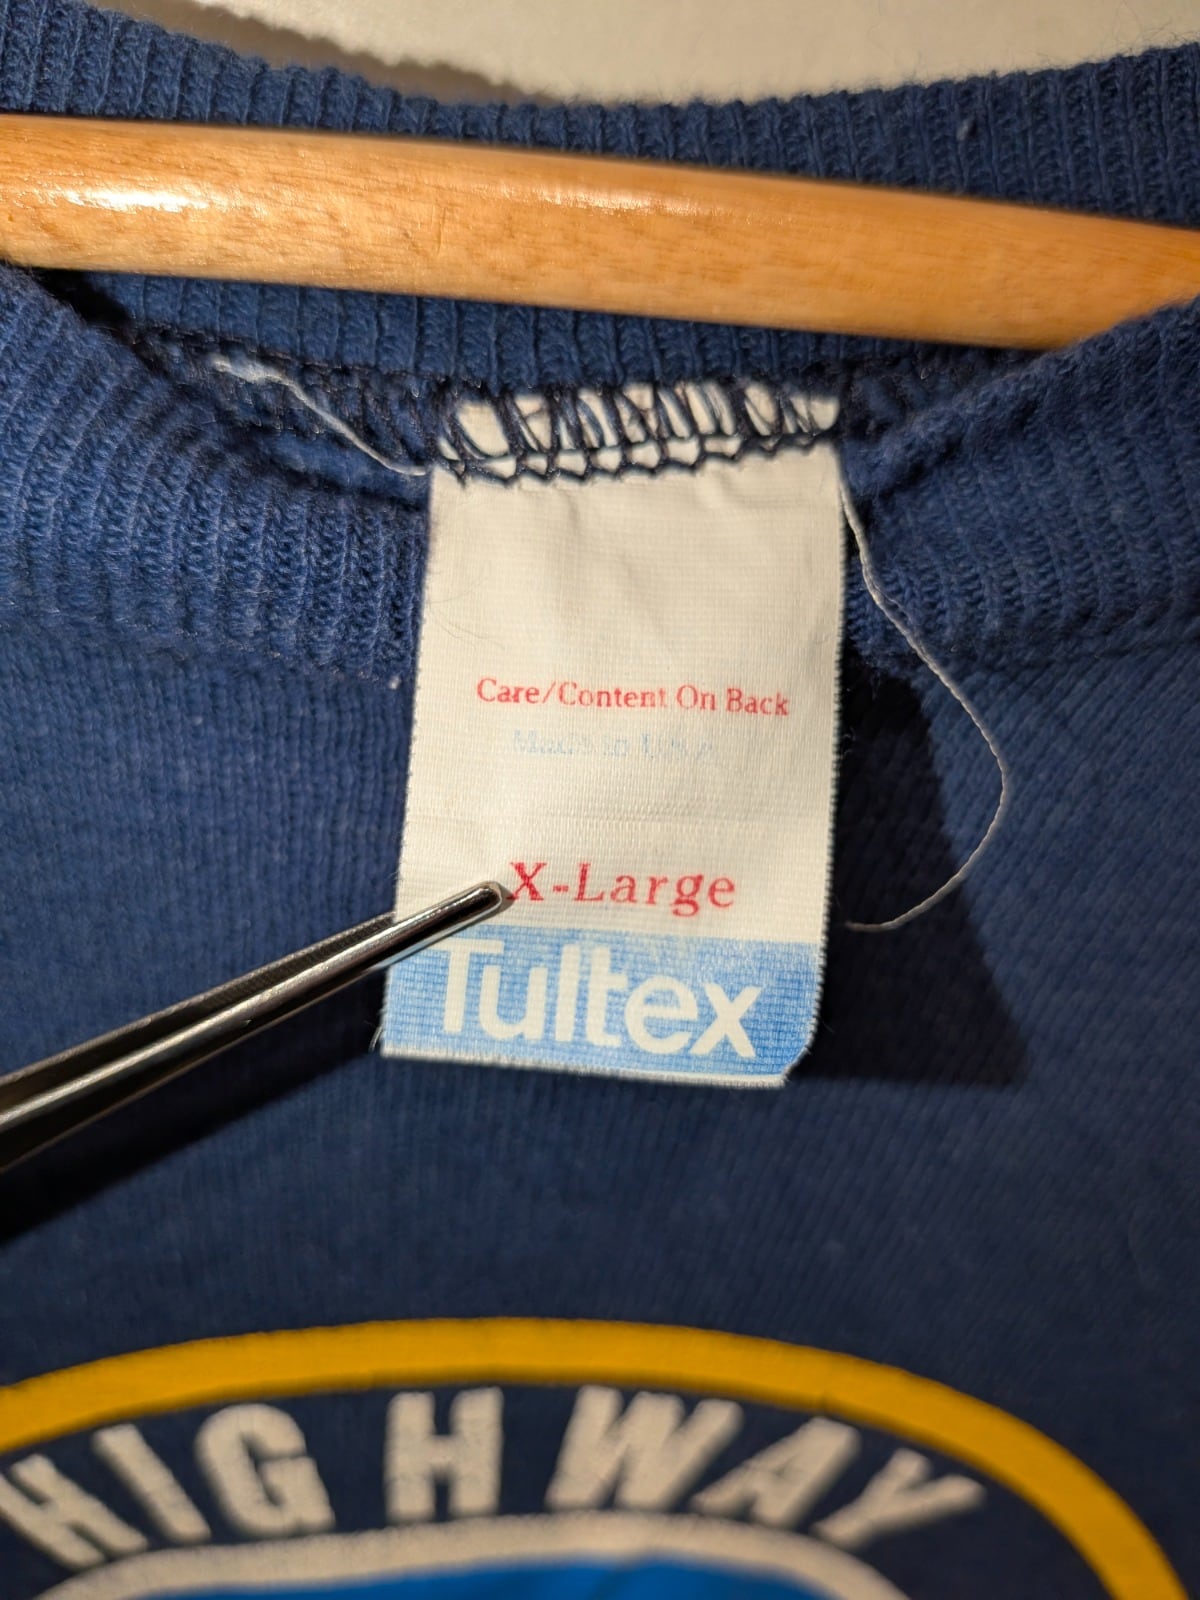 Care/Content On Back
Made in USA
X-Large
Tultex
HIGHWAY